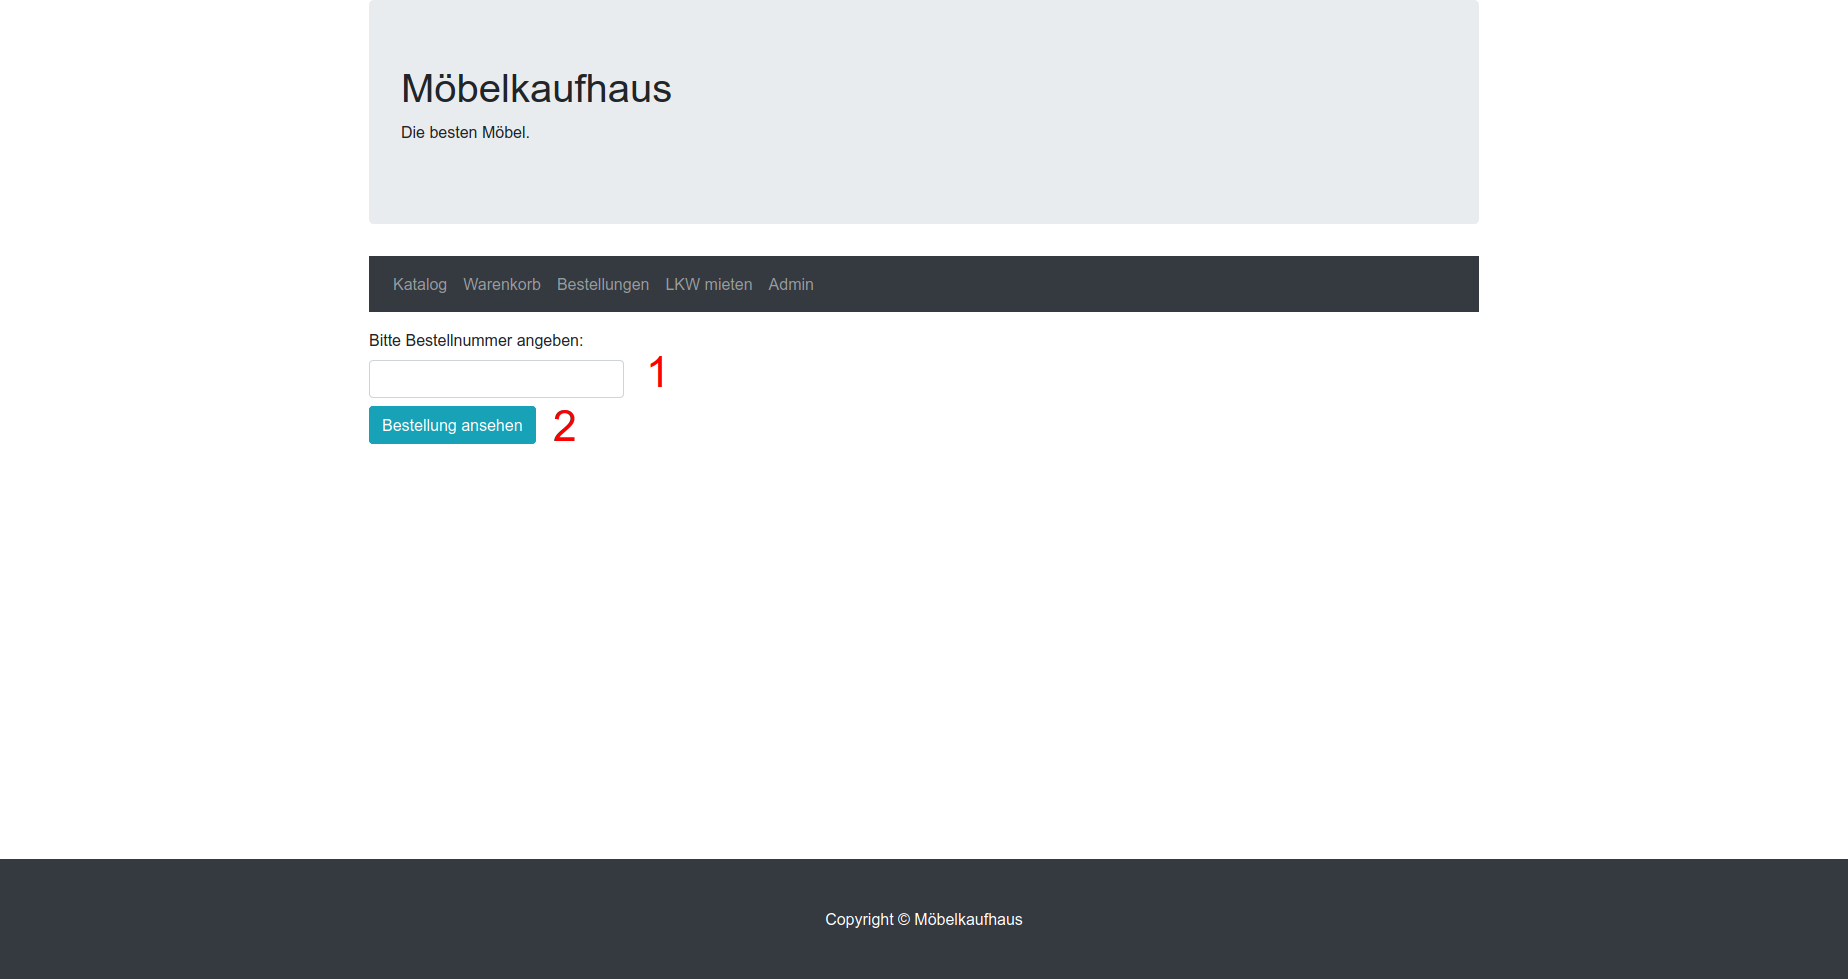 Möbelkaufhaus
Die besten Möbel.
Katalog Warenkorb Bestellungen LKW mieten Admin
Bitte Bestellnummer angeben:
1
Bestellung ansehen 2
Copyright © Möbelkaufhaus